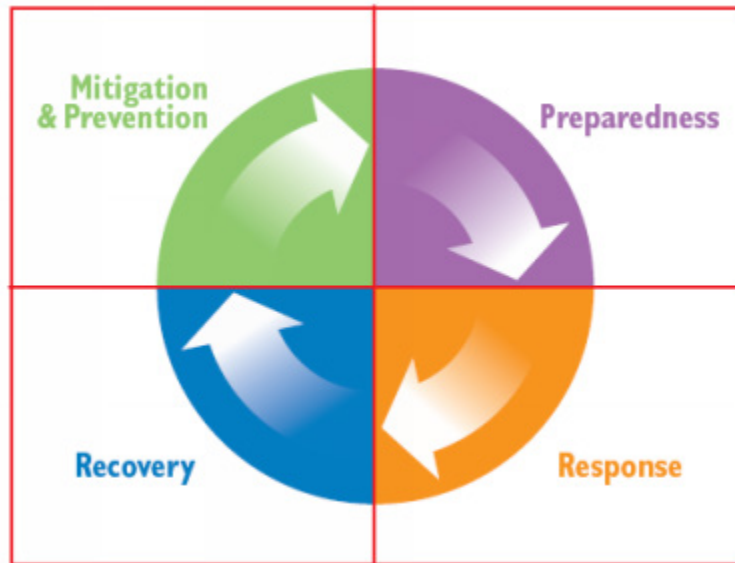 Mitigation
& Prevention
Preparedness
Recovery
Response